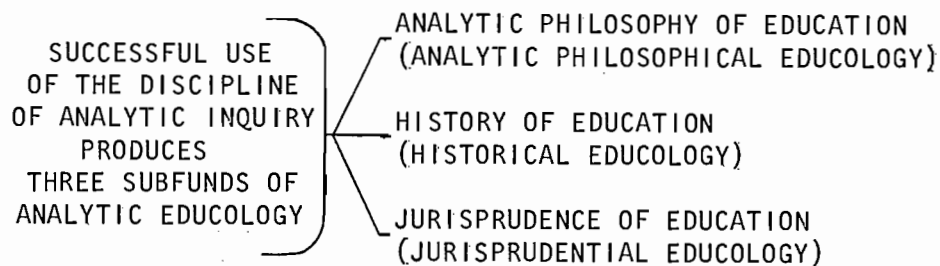 SUCCESSFUL USE
OF THE DISCIPLINE
OF ANALYTIC INQUIRY
PRODUCES
THREE SUBFUNDS OF
ANALYTIC EDUCOLOGY
ANALYTIC PHILOSOPHY OF EDUCATION
(ANALYTIC PHILOSOPHICAL EDUCOLOGY)
HISTORY OF EDUCATION
(HISTORICAL EDUCOLOGY)
JURISPRUDENCE OF EDUCATION
(JURISPRUDENTIAL EDUCOLOGY)